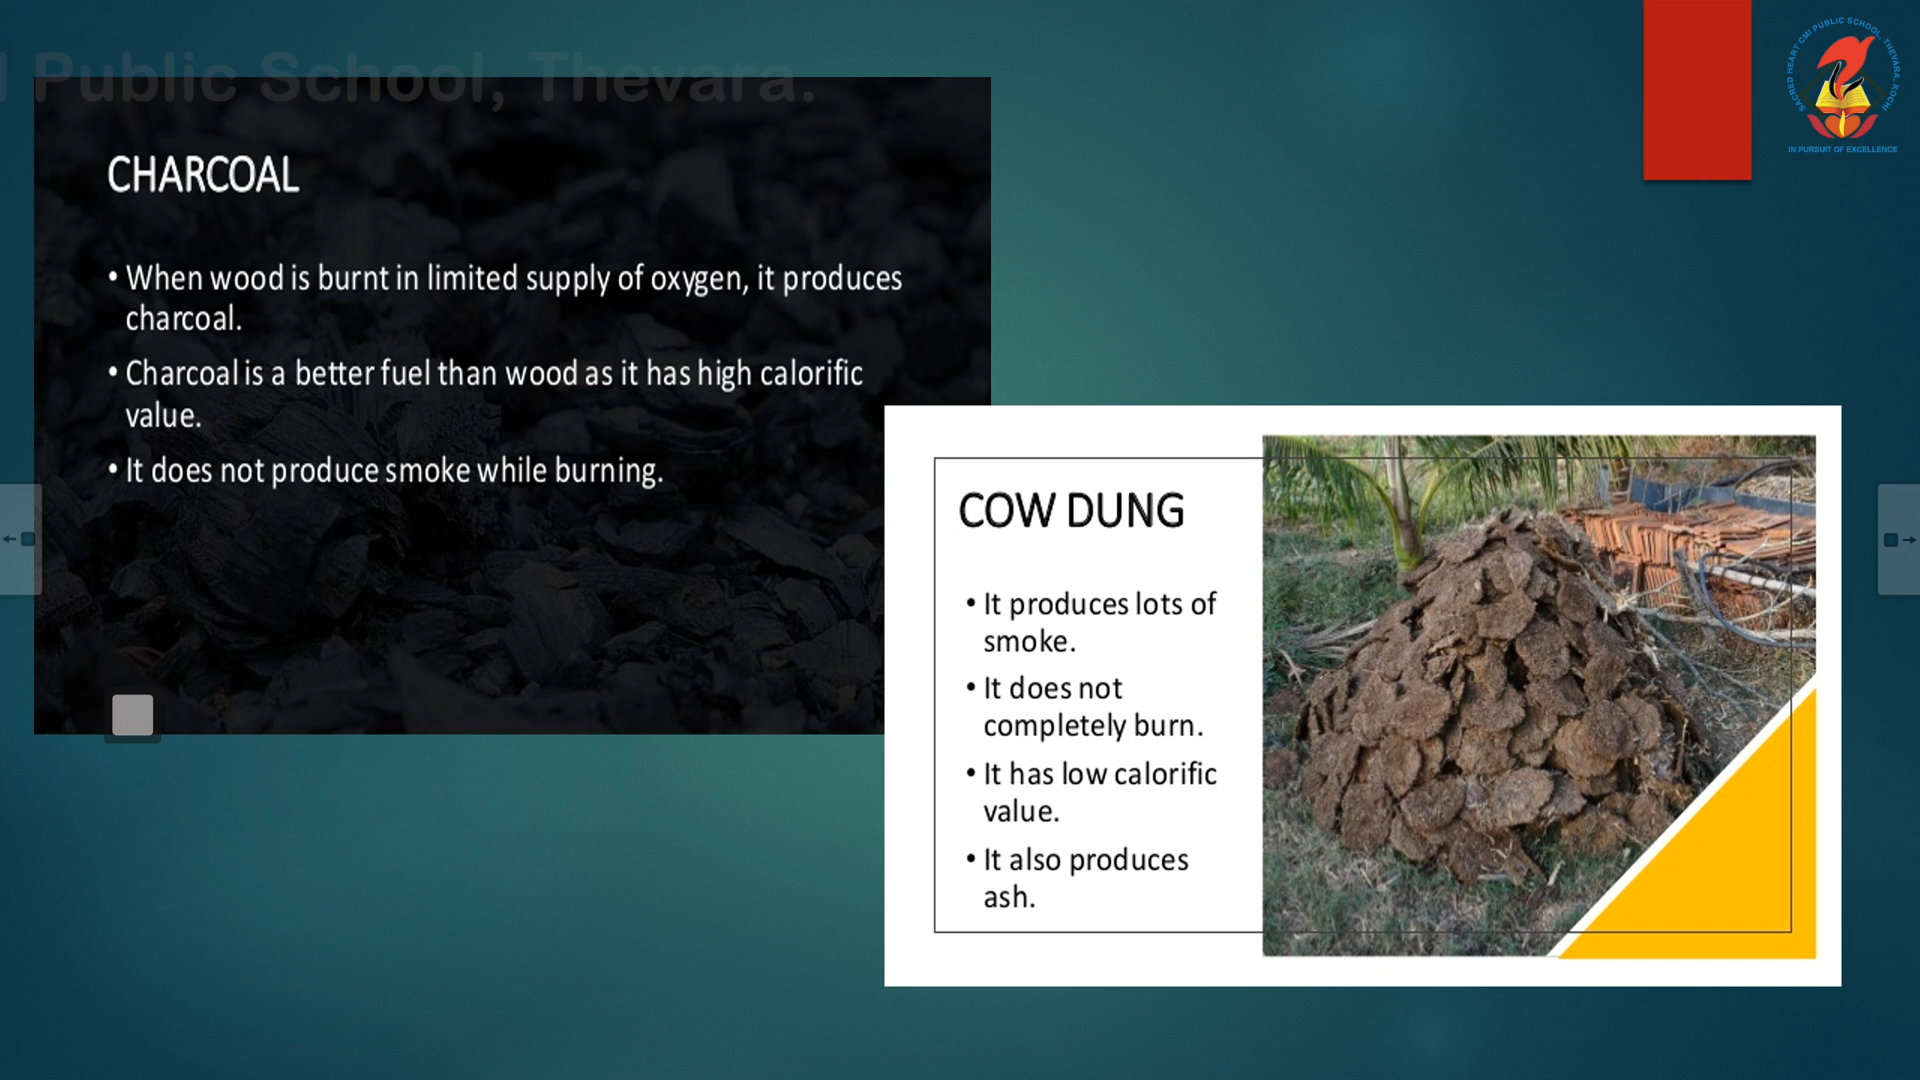 Public School, Thevara.
SACRED HEART CMI PUBLIC SCHOOL, THEVARA, KOCHI
IN PURSUIT OF EXCELLENCE
CHARCOAL
• When wood is burnt in limited supply of oxygen, it produces
charcoal.
• Charcoal is a better fuel than wood as it has high calorific
value.
• It does not produce smoke while burning.
COW DUNG
• It produces lots of
smoke.
• It does not
completely burn.
• It has low calorific
value.
• It also produces
ash.